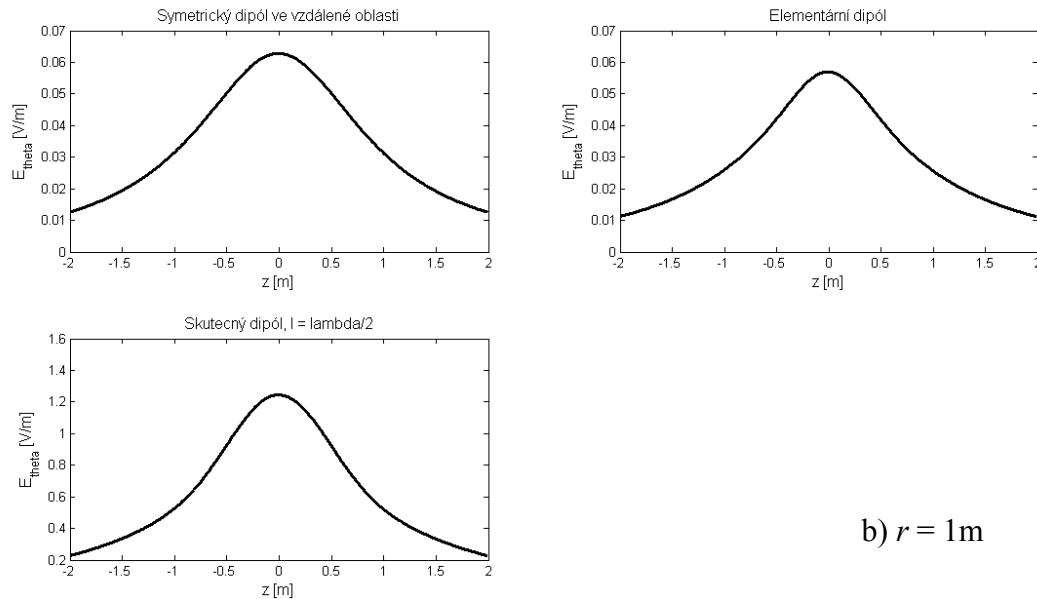 Symetrický dipól ve vzdálené oblasti
0.07
0.06
0.05
0.04
0.03
0.02
0.01
0
E_theta [V/m]
-2 -1.5 -1 -0.5 0 0.5 1 1.5 2
z [m]
Elementární dipól
0.07
0.06
0.05
0.04
0.03
0.02
0.01
0
E_theta [V/m]
-2 -1.5 -1 -0.5 0 0.5 1 1.5 2
z [m]
Skutecný dipól, l = lambda/2
1.6
1.4
1.2
1
0.8
0.6
0.4
0.2
E_theta [V/m]
-2 -1.5 -1 -0.5 0 0.5 1 1.5 2
z [m]
b) r = 1m